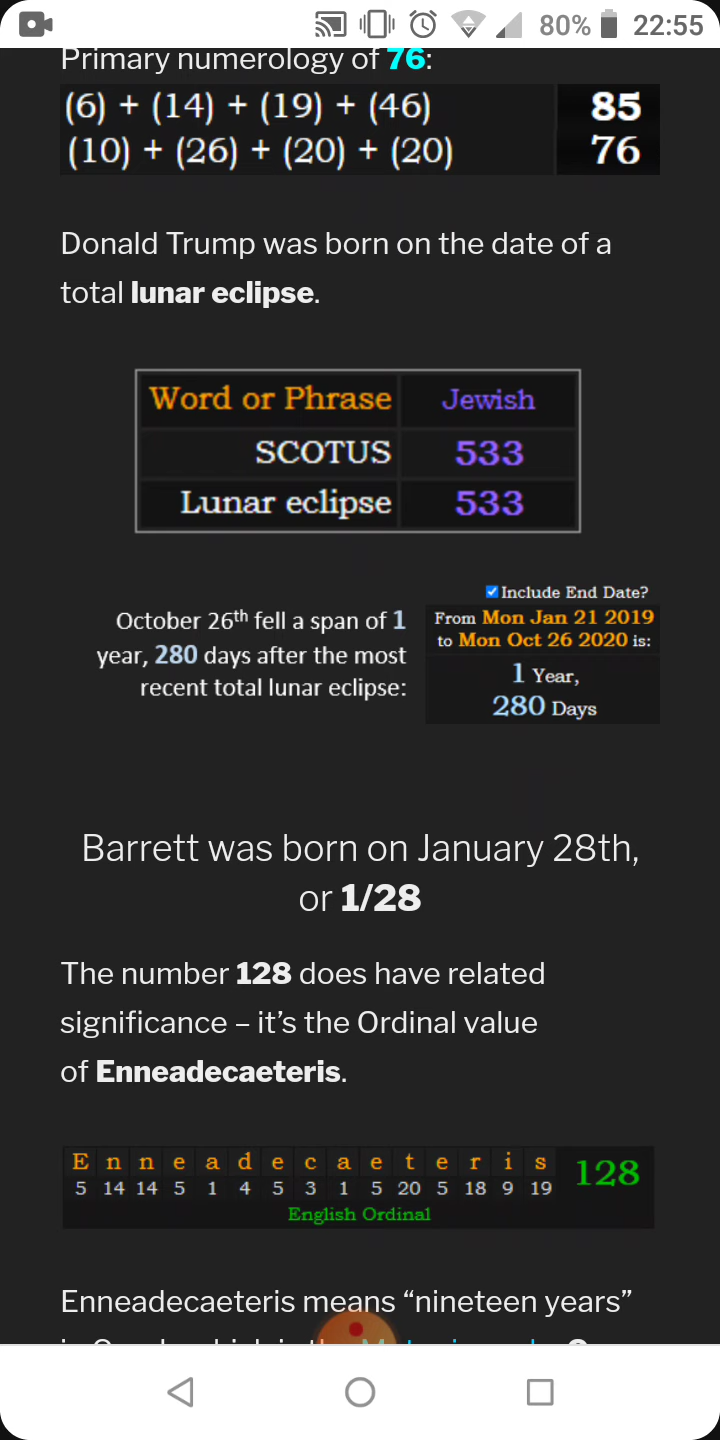 80% 22:55
Primary numerology of 76:
(6) + (14) + (19) + (46) 85
(10) + (26) + (20) + (20) 76
Donald Trump was born on the date of a
total lunar eclipse.
Word or Phrase Jewish
SCOTUS 533
Lunar eclipse 533
October 26th fell a span of 1
year, 280 days after the most
recent total lunar eclipse:
Include End Date?
From Mon Jan 21 2019
to Mon Oct 26 2020 is:
1 Year,
280 Days
Barrett was born on January 28th,
or 1/28
The number 128 does have related
significance – it's the Ordinal value
of Enneadecaeteris.
E n n e a d e c a e t e r i s 128
5 14 14 5 1 4 5 3 1 5 20 5 18 9 19
English Ordinal
Enneadecaeteris means “nineteen years”